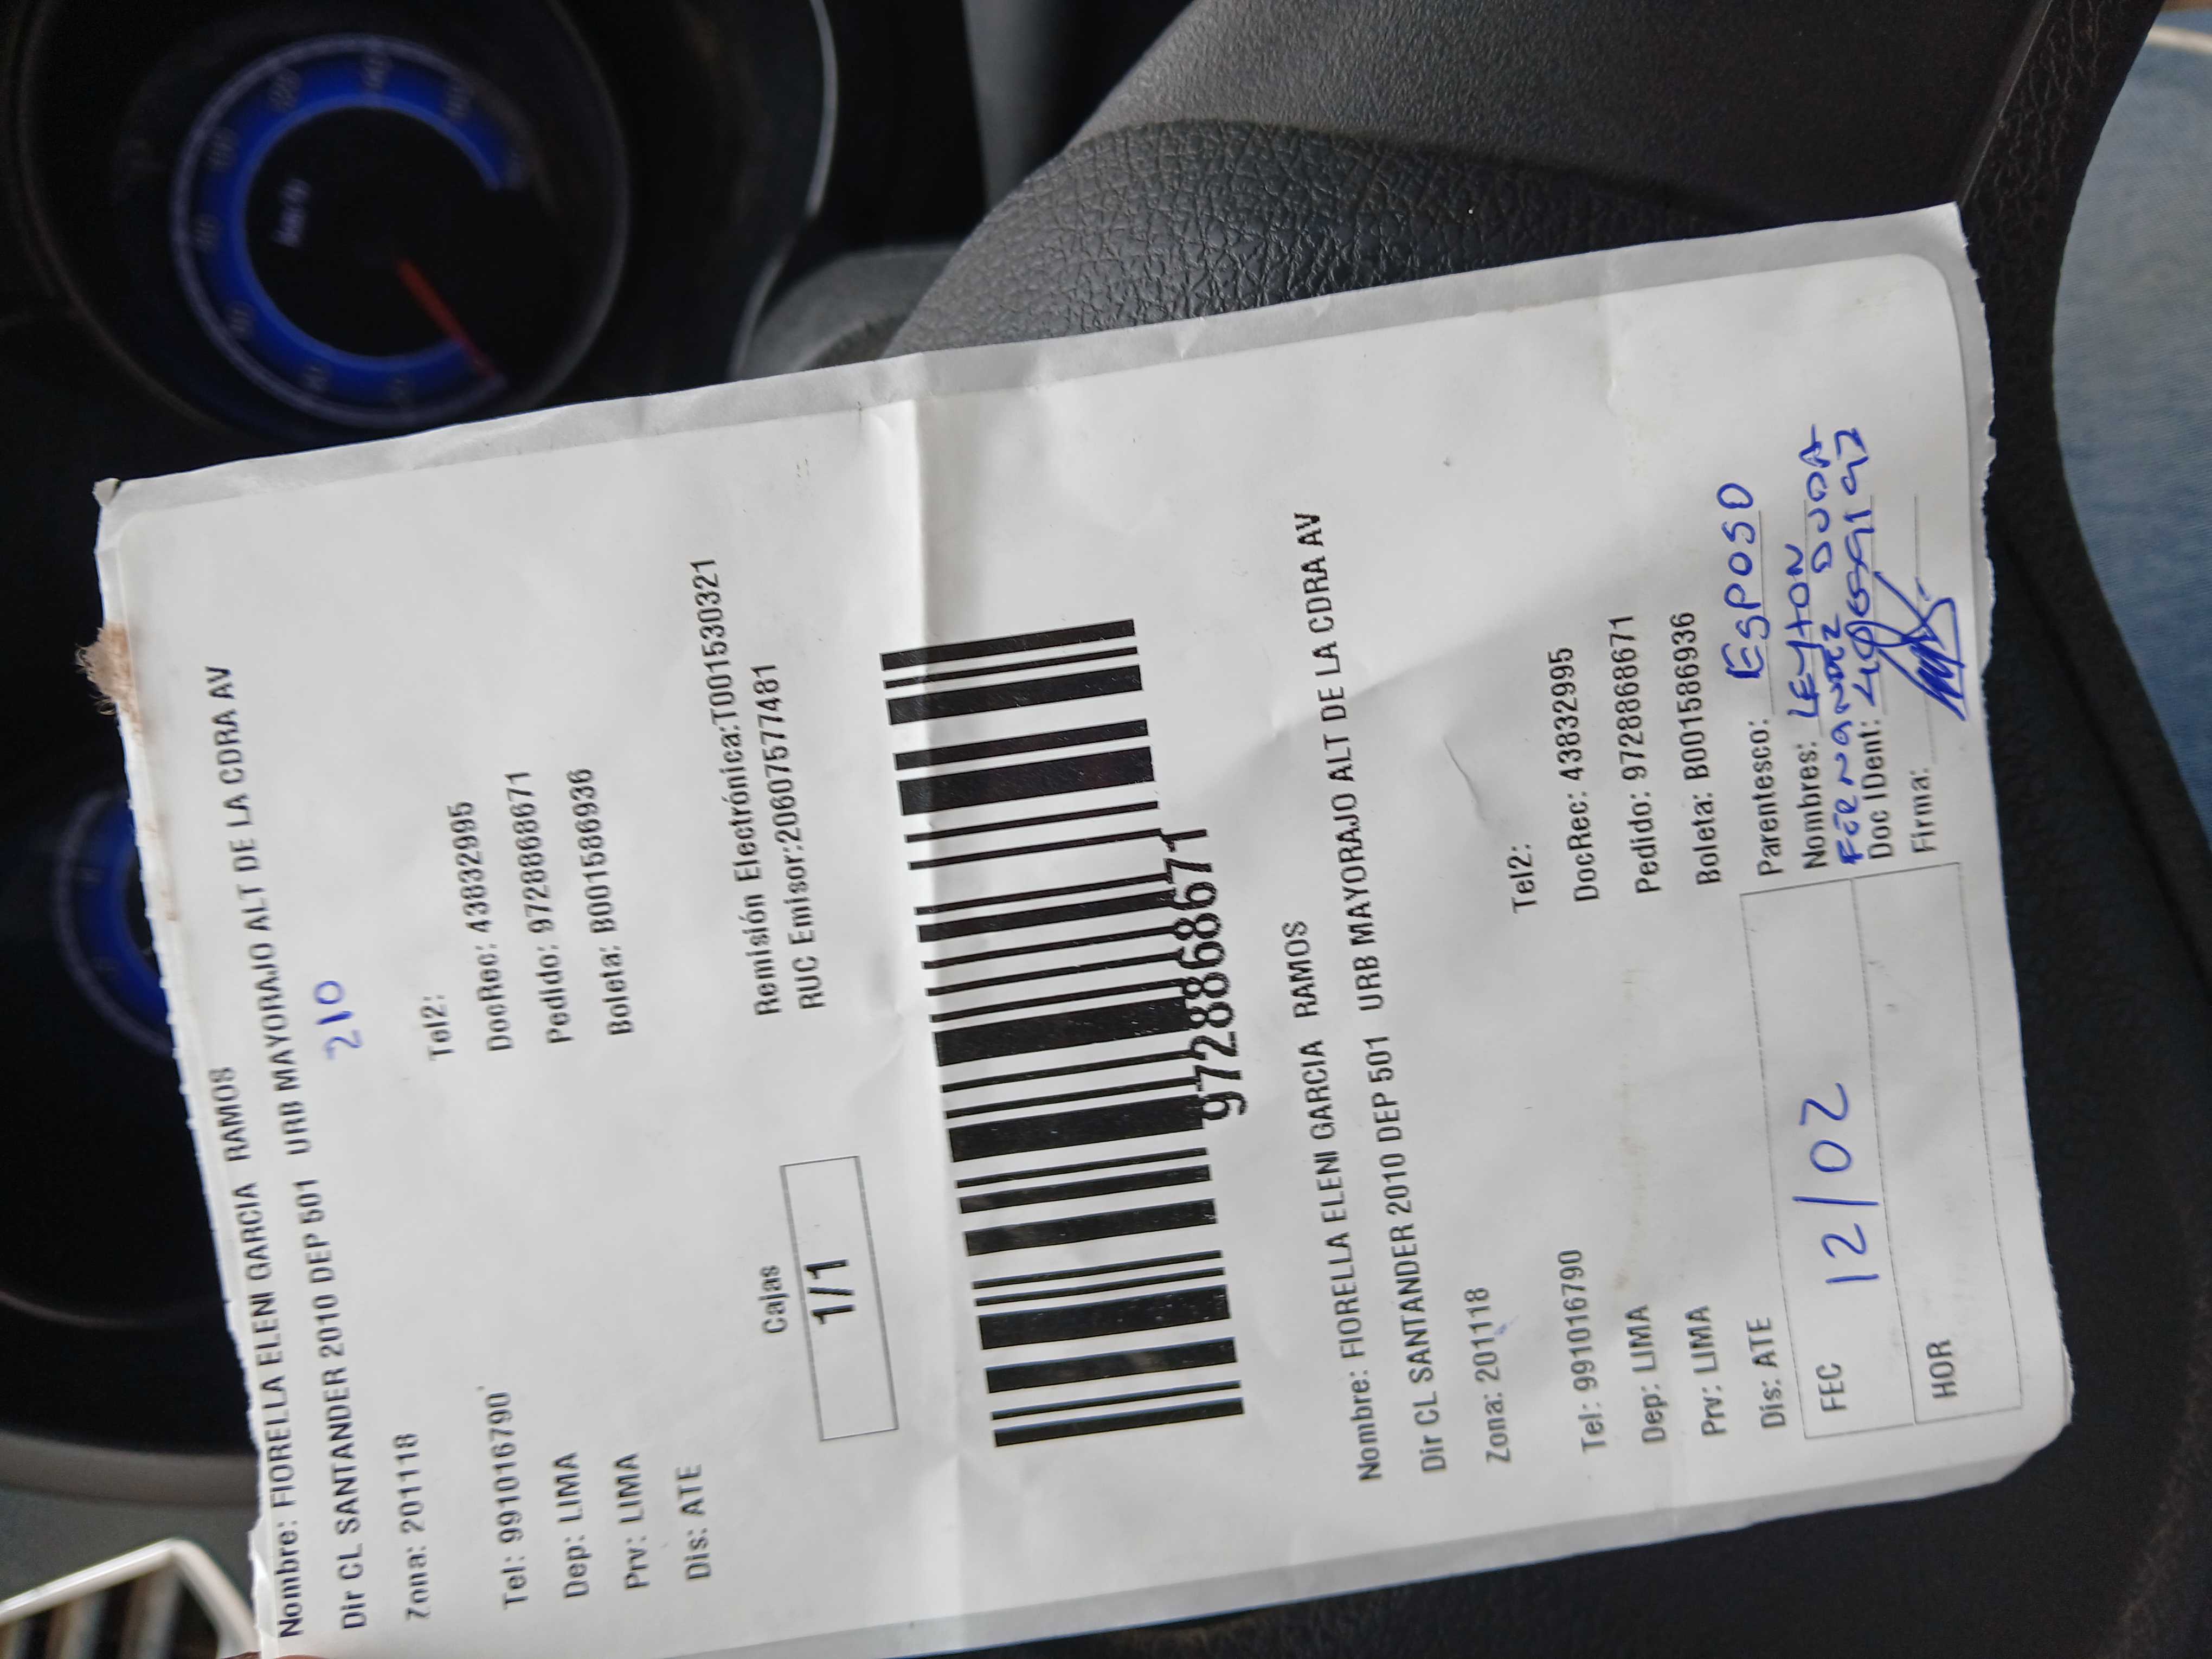 Nombre: FIORELLA ELENI GARCIA RAMOS
Dir CL SANTANDER 2010 DEP 501 URB MAYORAJO ALT DE LA CDRA AV
210
Zona: 201118
Tel2:
Tel: 991016790
DocRec: 43832995
Dep: LIMA
Pedido: 9728868671
Prv: LIMA
Boleta: B001586936
Dis: ATE
Cajas
1/1
Remisión Electrónica:T001530321
RUC Emisor:20607577481
9728868671
Nombre: FIORELLA ELENI GARCIA RAMOS
Dir CL SANTANDER 2010 DEP 501 URB MAYORAJO ALT DE LA CDRA AV
Zona: 201118
Tel2:
Tel: 991016790
DocRec: 43832995
Dep: LIMA
Pedido: 9728868671
Prv: LIMA
Boleta: B001586936
Dis: ATE
FEC 12/02
HOR
Parentesco: ESPOSO
Nombres: LEYTON
FERNANDEZ
Doc IDent:
Firma:
km/h